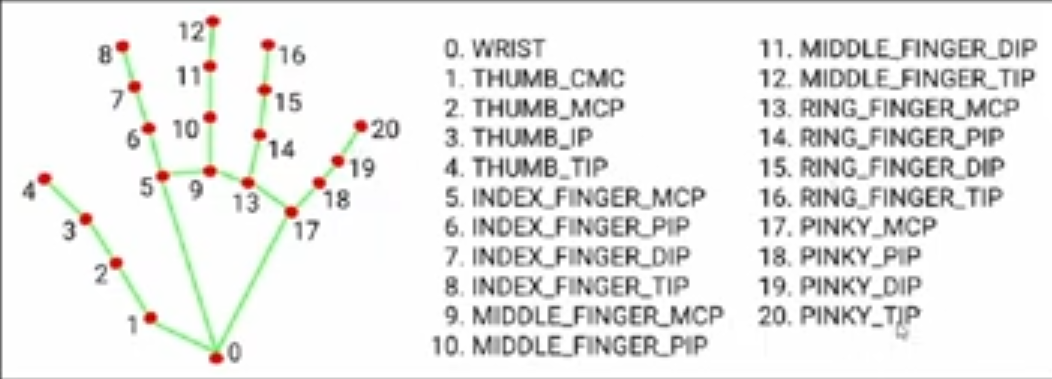 12
8
16
11
7
15
6
10
20
14
19
4
5
9
13
18
3
17
2
1
0
0. WRIST
1. THUMB_CMC
2. THUMB_MCP
3. THUMB_IP
4. THUMB_TIP
5. INDEX_FINGER_MCP
6. INDEX_FINGER_PIP
7. INDEX_FINGER_DIP
8. INDEX_FINGER_TIP
9. MIDDLE_FINGER_MCP
10. MIDDLE_FINGER_PIP
11. MIDDLE_FINGER_DIP
12. MIDDLE_FINGER_TIP
13. RING_FINGER_MCP
14. RING_FINGER_PIP
15. RING_FINGER_DIP
16. RING_FINGER_TIP
17. PINKY_MCP
18. PINKY_PIP
19. PINKY_DIP
20. PINKY_TIP